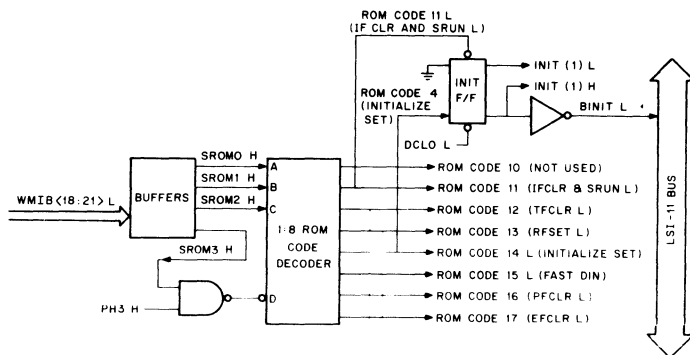 ROM CODE 11 L
(IF CLR AND SRUN L)
INIT (1) L
INIT
F/F
ROM CODE 4
(INITIALIZE
SET)
INIT (1) H
BINIT L
DCLO L
SROM0 H
SROM1 H
SROM2 H
BUFFERS
WMIB<18:21> L
SROM3 H
PH3 H
A
B
C
D
1:8 ROM
CODE
DECODER
ROM CODE 10 (NOT USED)
ROM CODE 11 (IFCLR & SRUN L)
ROM CODE 12 (TFCLR L)
ROM CODE 13 (RFSET L)
ROM CODE 14 L (INITIALIZE SET)
ROM CODE 15 L (FAST DIN)
ROM CODE 16 (PFCLR L)
ROM CODE 17 (EFCLR L)
LSI-11 BUS